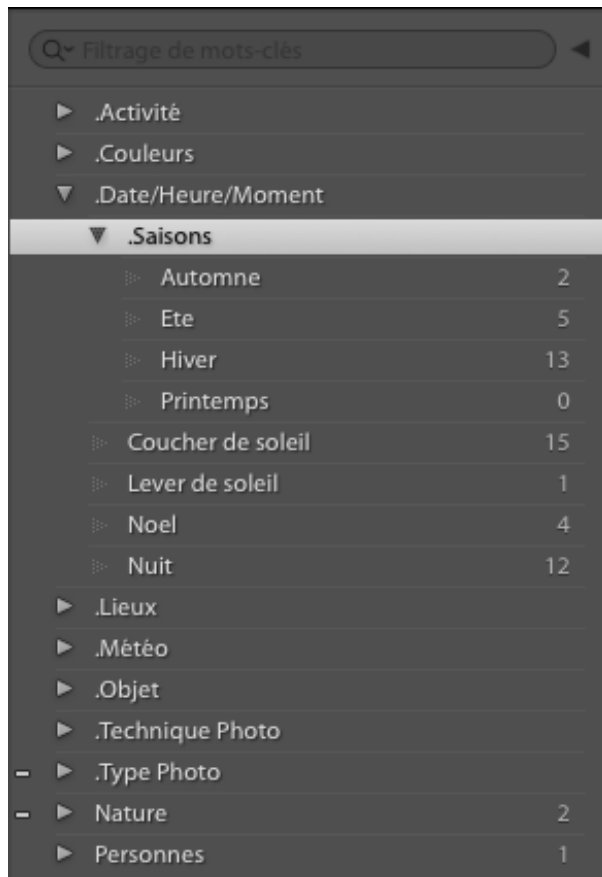 Filtrage de mots-clés
.Activité
.Couleurs
.Date/Heure/Moment
.Saisons
Automne 2
Ete 5
Hiver 13
Printemps 0
Coucher de soleil 15
Lever de soleil 1
Noel 4
Nuit 12
.Lieux
.Météo
.Objet
.Technique Photo
.Type Photo
Nature 2
Personnes 1